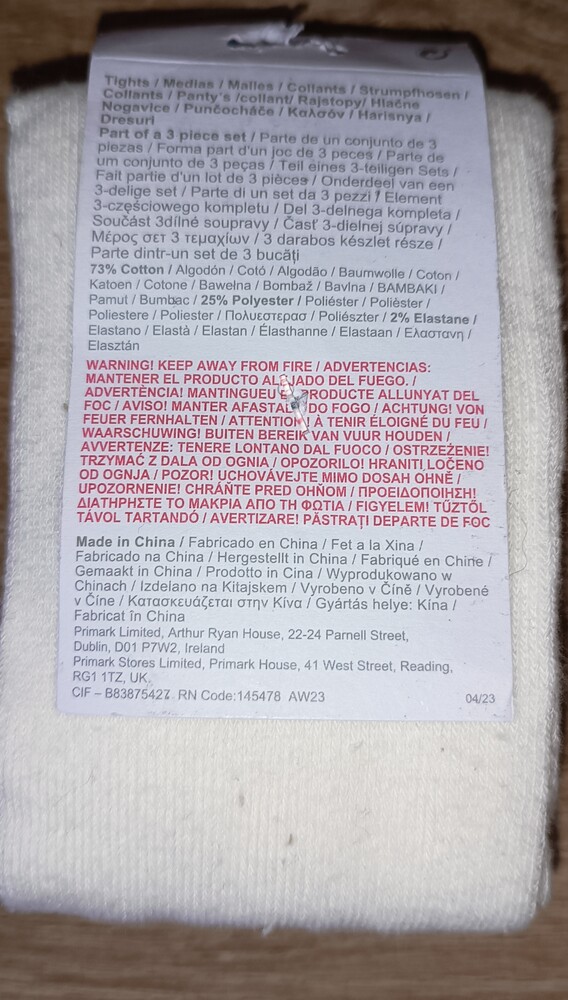 Tights / Medias / Malles / Collants / Strumpfhosen /
Collants / Panty's /collant/ Rajstopy/ Hlačne
Nogavice / Punčocháče / Καλσόν / Harisnya /
Dresuri
Part of a 3 piece set / Parte de un conjunto de 3
piezas / Forma part d'un joc de 3 peces / Parte de
um conjunto de 3 peças / Teil eines 3-teiligen Sets /
Fait partie d'un lot de 3 pièces / Onderdeel van een
3-delige set / Parte di un set da 3 pezzi / Element
3-częściowego kompletu / Del 3-delnega kompleta /
Součást 3dílné soupravy / Časť 3-dielnej súpravy /
Μέρος σετ 3 τεμαχίων / 3 darabos készlet része /
Parte dintr-un set de 3 bucăți
73% Cotton / Algodón / Cotó / Algodão / Baumwolle / Coton /
Katoen / Cotone / Bawełna / Bombaž / Bavlna / BAMBAKI /
Pamut / Bumbac / 25% Polyester / Poliéster / Polièster /
Poliestere / Poliester / Πολυεστερασ / Poliészter / 2% Elastane /
Elastano / Elastà / Elastan / Élasthanne / Elastaan / Ελαστανη /
Elasztán
WARNING! KEEP AWAY FROM FIRE / ADVERTENCIAS:
MANTENER EL PRODUCTO ALEJADO DEL FUEGO. /
ADVERTÈNCIA! MANTINGUEU PRODUCTE ALLUNYAT DEL
FOC / AVISO! MANTER AFASTADO DO FOGO / ACHTUNG! VON
FEUER FERNHALTEN / ATTENTION! À TENIR ÉLOIGNÉ DU FEU /
WAARSCHUWING! BUITEN BEREIK VAN VUUR HOUDEN /
AVVERTENZE: TENERE LONTANO DAL FUOCO / OSTRZEŻENIE!
TRZYMAĆ Z DALA OD OGNIA / OPOZORILO! HRANITI LOČENO
OD OGNJA / POZOR! UCHOVÁVEJTE MIMO DOSAH OHNĚ /
UPOZORNENIE! CHRÁŇTE PRED OHŇOM / ΠΡΟΕΙΔΟΠΟΙΗΣΗ!
ΔΙΑΤΗΡΗΣΤΕ ΤΟ ΜΑΚΡΙΑ ΑΠΟ ΤΗ ΦΩΤΙΑ / FIGYELEM! TŰZTŐL
TÁVOL TARTANDÓ / AVERTIZARE! PĂSTRAȚI DEPARTE DE FOC
Made in China / Fabricado en China / Fet a la Xina /
Fabricado na China / Hergestellt in China / Fabriqué en Chine /
Gemaakt in China / Prodotto in Cina / Wyprodukowano w
Chinach / Izdelano na Kitajskem / Vyrobeno v Číně / Vyrobené
v Číne / Κατασκευάζεται στην Κίνα / Gyártás helye: Kína /
Fabricat în China
Primark Limited, Arthur Ryan House, 22-24 Parnell Street,
Dublin, D01 P7W2, Ireland
Primark Stores Limited, Primark House, 41 West Street, Reading,
RG1 1TZ, UK.
CIF – B83875427 RN Code:145478 AW23
04/23